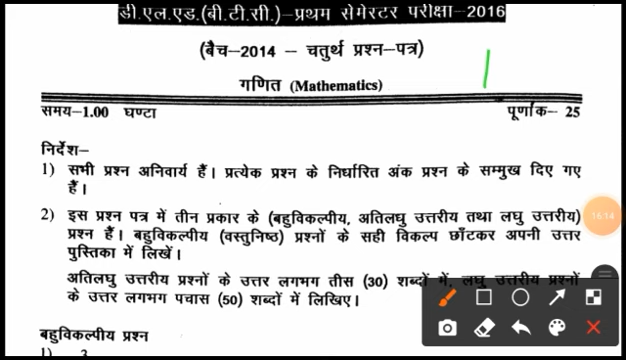 डी.एल.एड.(बी.टी.सी.)–प्रथम सेमेस्टर परीक्षा–2016
(बैच–2014 – चतुर्थ प्रश्न–पत्र)
गणित (Mathematics)
समय–1.00 घण्टा पूर्णांक– 25
निर्देश–
1) सभी प्रश्न अनिवार्य हैं। प्रत्येक प्रश्न के निर्धारित अंक प्रश्न के सम्मुख दिए गए
हैं।
2) इस प्रश्न पत्र में तीन प्रकार के (बहुविकल्पीय, अतिलघु उत्तरीय तथा लघु उत्तरीय)
प्रश्न हैं। बहुविकल्पीय (वस्तुनिष्ठ) प्रश्नों के सही विकल्प छाँटकर अपनी उत्तर
पुस्तिका में लिखें।
16:14
अतिलघु उत्तरीय प्रश्नों के उत्तर लगभग तीस (30) शब्दों में, लघु उत्तरीय प्रश्नों
के उत्तर लगभग पचास (50) शब्दों में लिखिए।
बहुविकल्पीय प्रश्न
1) 3